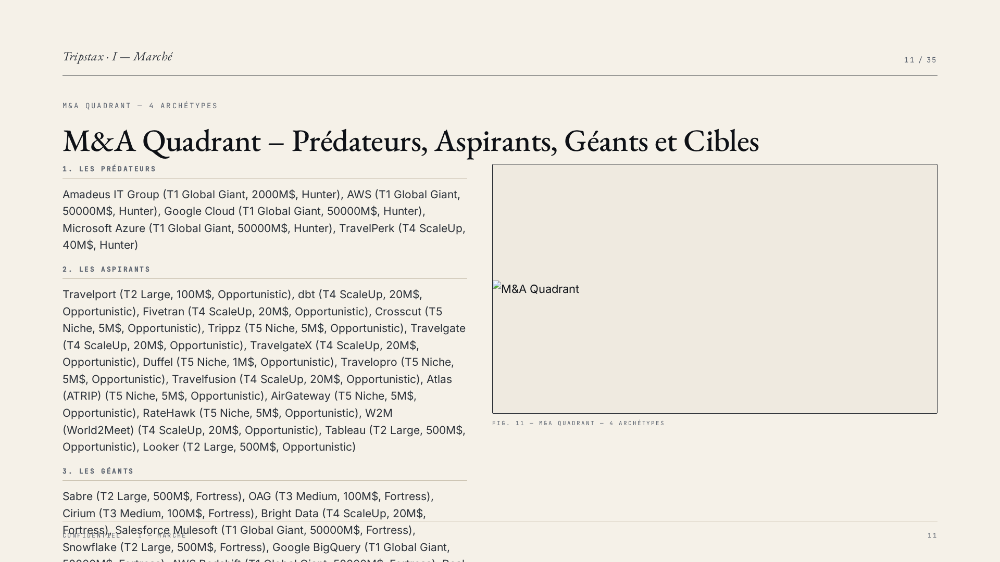 Tripstax · I — Marché
11 / 35
M&A QUADRANT — 4 ARCHÉTYPES
M&A Quadrant – Prédateurs, Aspirants, Géants et Cibles
1. LES PRÉDATEURS
Amadeus IT Group (T1 Global Giant, 2000M$, Hunter), AWS (T1 Global Giant,
50000M$, Hunter), Google Cloud (T1 Global Giant, 50000M$, Hunter),
Microsoft Azure (T1 Global Giant, 50000M$, Hunter), TravelPerk (T4 ScaleUp,
40M$, Hunter)
2. LES ASPIRANTS
Travelport (T2 Large, 100M$, Opportunistic), dbt (T4 ScaleUp, 20M$,
Opportunistic), Fivetran (T4 ScaleUp, 20M$, Opportunistic), Crosscut (T5
Niche, 5M$, Opportunistic), Trippz (T5 Niche, 5M$, Opportunistic), Travelgate
(T4 ScaleUp, 20M$, Opportunistic), TravelgateX (T4 ScaleUp, 20M$,
Opportunistic), Duffel (T5 Niche, 1M$, Opportunistic), Travelopro (T5 Niche,
5M$, Opportunistic), Travelfusion (T4 ScaleUp, 20M$, Opportunistic), Atlas
(ATRIP) (T5 Niche, 5M$, Opportunistic), AirGateway (T5 Niche, 5M$,
Opportunistic), RateHawk (T5 Niche, 5M$, Opportunistic), W2M
(World2Meet) (T4 ScaleUp, 20M$, Opportunistic), Tableau (T2 Large, 500M$,
Opportunistic), Looker (T2 Large, 500M$, Opportunistic)
3. LES GÉANTS
Sabre (T2 Large, 500M$, Fortress), OAG (T3 Medium, 100M$, Fortress),
Cirium (T3 Medium, 100M$, Fortress), Bright Data (T4 ScaleUp, 20M$,
Fortress), Salesforce Mulesoft (T1 Global Giant, 50000M$, Fortress),
Snowflake (T2 Large, 500M$, Fortress), Google BigQuery (T1 Global Giant,
50000M$, Fortress), AWS Redshift (T1 Global Giant, 50000M$, Fortress), Real
M&A Quadrant
FIG. 11 — M&A QUADRANT — 4 ARCHÉTYPES
CONFIDENTIEL I — MARCHÉ
11